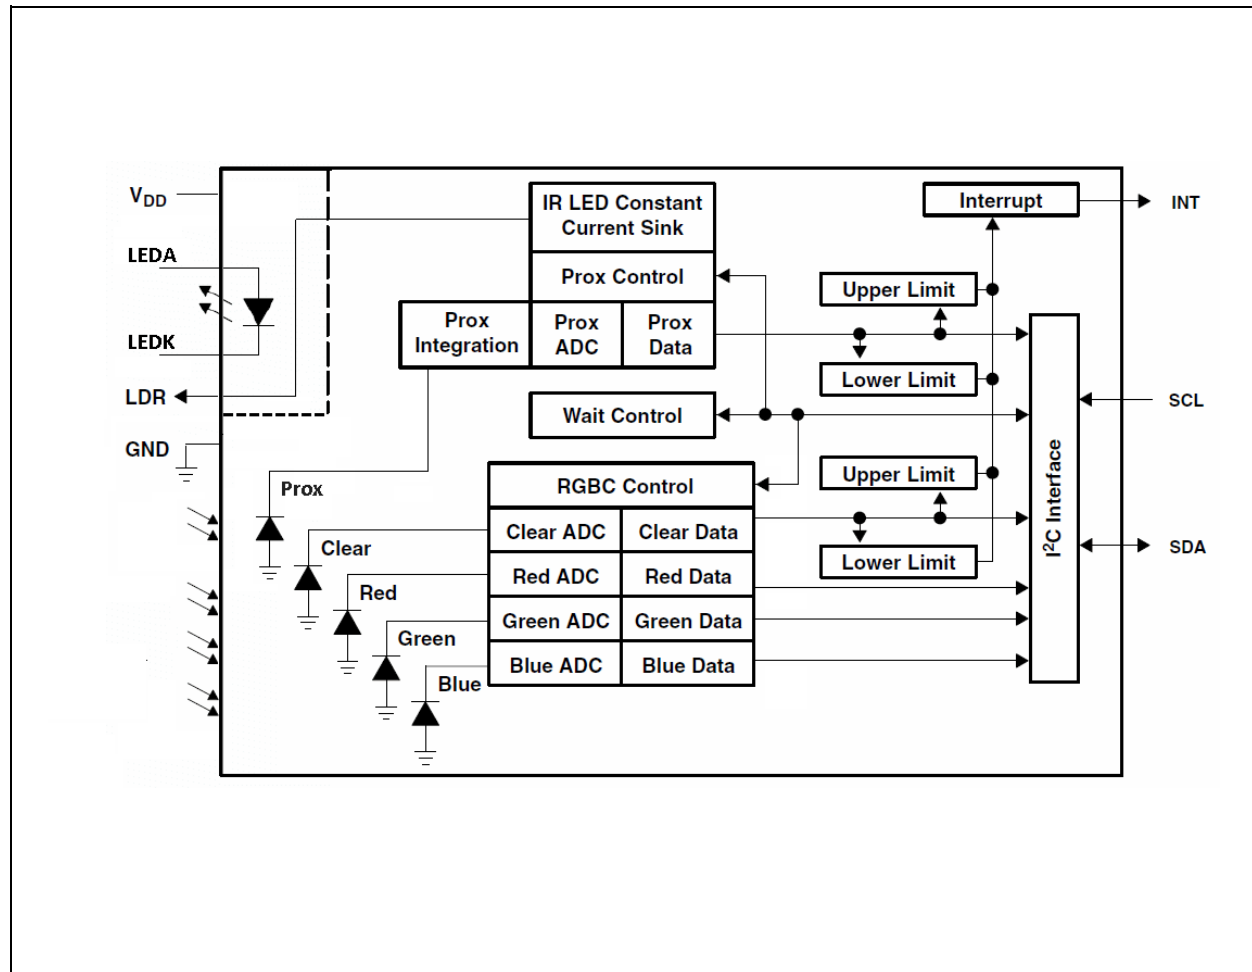 V_DD
LEDA
LEDK
LDR
GND
IR LED Constant
Current Sink
Prox Control
Prox
Integration
Prox
ADC
Prox
Data
Wait Control
RGBC Control
Clear ADC
Clear Data
Red ADC
Red Data
Green ADC
Green Data
Blue ADC
Blue Data
Prox
Clear
Red
Green
Blue
Interrupt
Upper Limit
Lower Limit
Upper Limit
Lower Limit
I²C Interface
INT
SCL
SDA